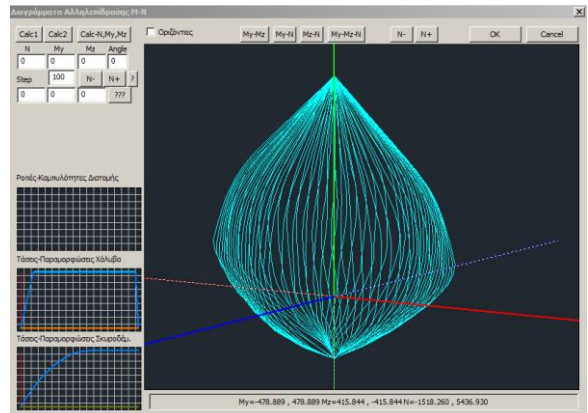 Διαγράμματα Αλληλεπίδρασης Μ-Ν
Calc1 Calc2 Calc-N,My,Mz Οριζόντιες My-Mz My-N Mz-N My-Mz-N N- N+ OK Cancel
N My Mz Angle
0 0 0 0
Step 100 N- N+ ?
0 0 0 ???
Ροπές-Καμπυλότητες Διατομής
Τάσεις-Παραμορφώσεις Χάλυβα
Τάσεις-Παραμορφώσεις Σκυροδέμ.
My=-478.889 , 478.889 Mz=415.844 , -415.844 N=-1518.260 , 5436.930